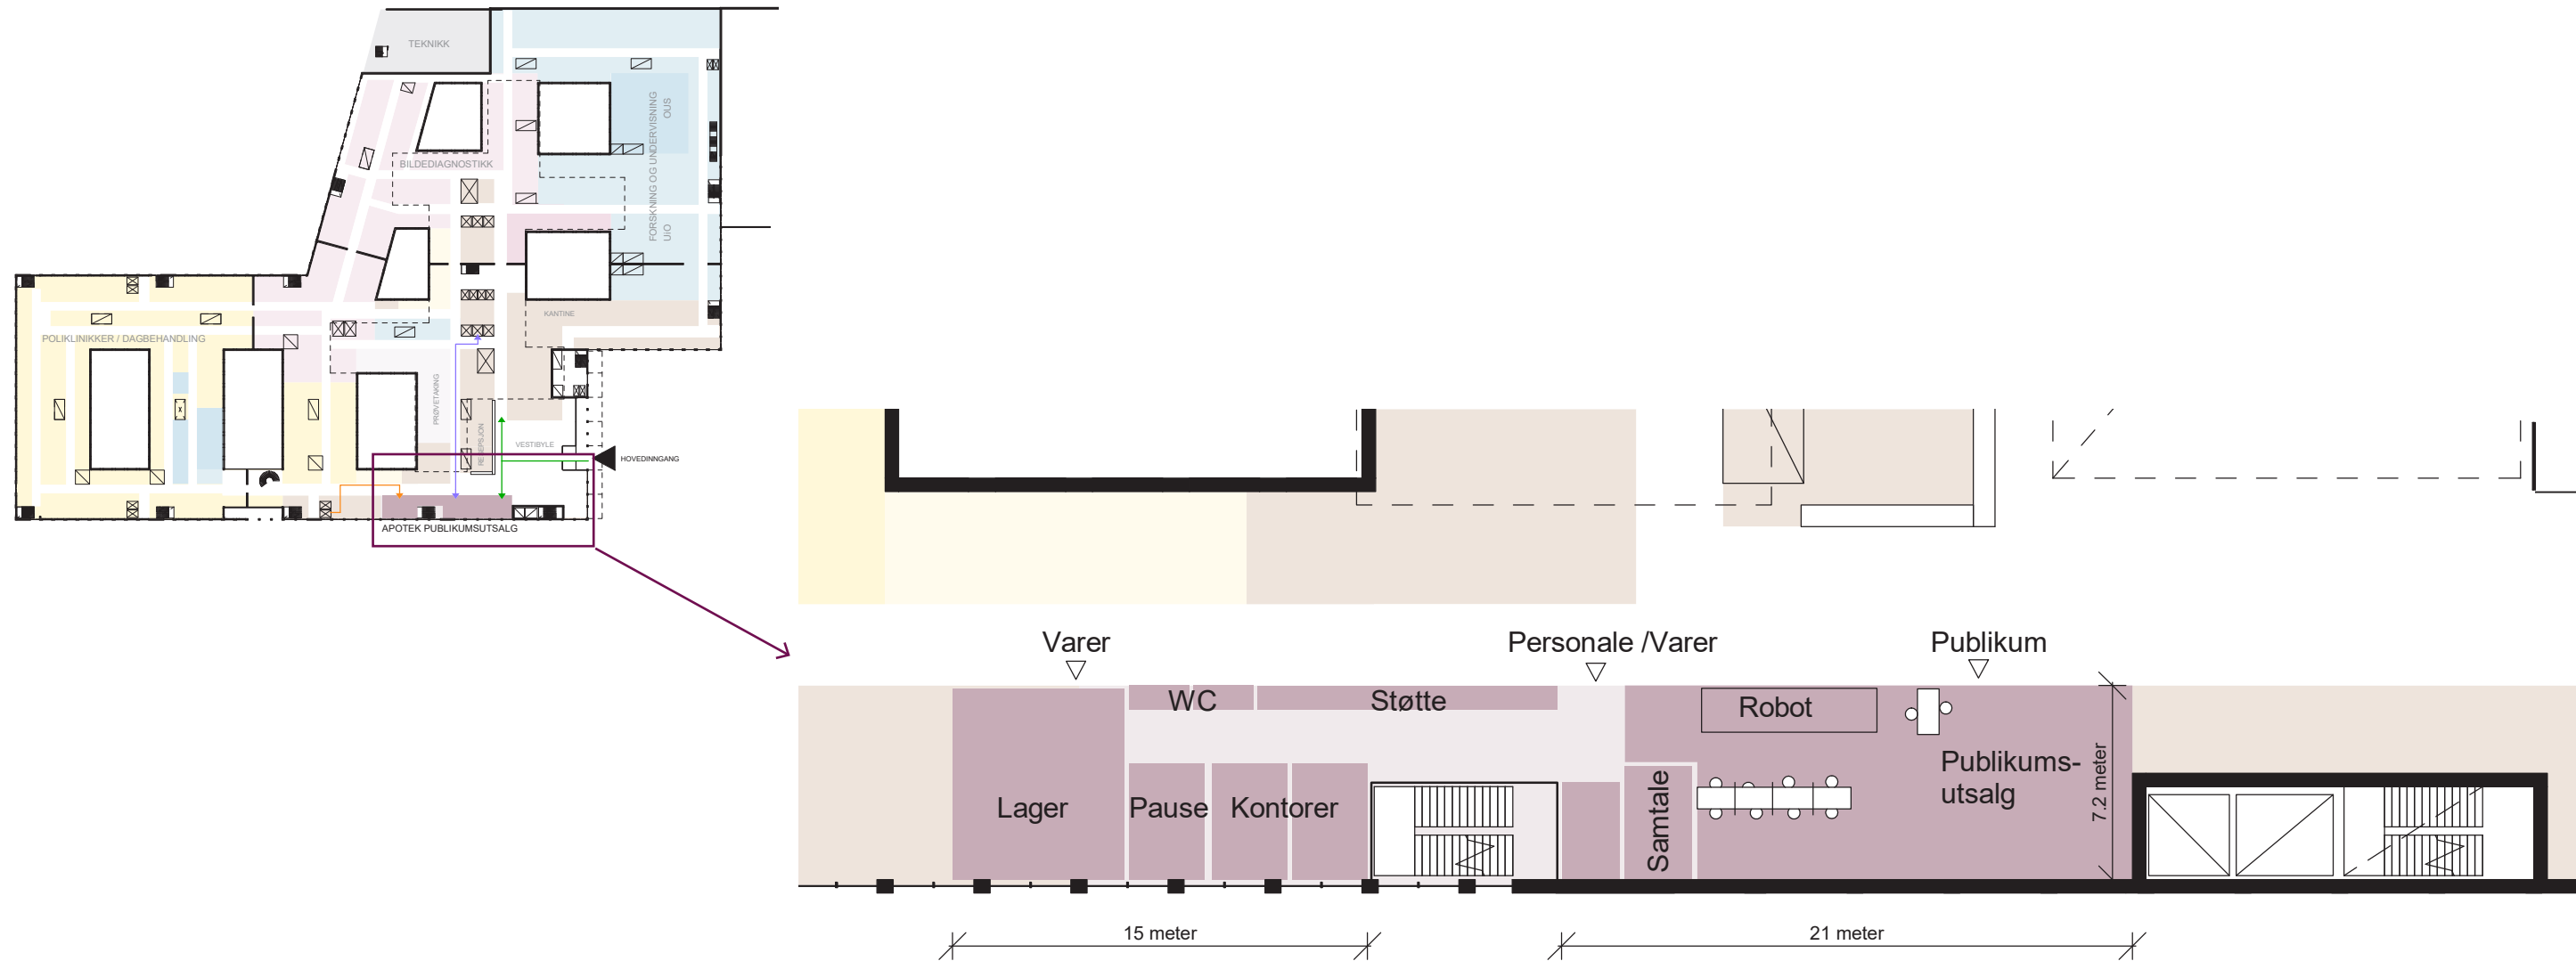 TEKNIKK
BILDEDIAGNOSTIKK
FORSKNING OG UNDERVISNING
OUS
UiO
KANTINE
POLIKLINIKKER / DAGBEHANDLING
PRØVETAKING
RESEPSJON
VESTIBYLE
HOVEDINNGANG
APOTEK PUBLIKUMSUTSALG
Varer
Personale /Varer
Publikum
WC
Støtte
Robot
Lager
Pause
Kontorer
Samtale
Publikums-
utsalg
7.2 meter
15 meter
21 meter